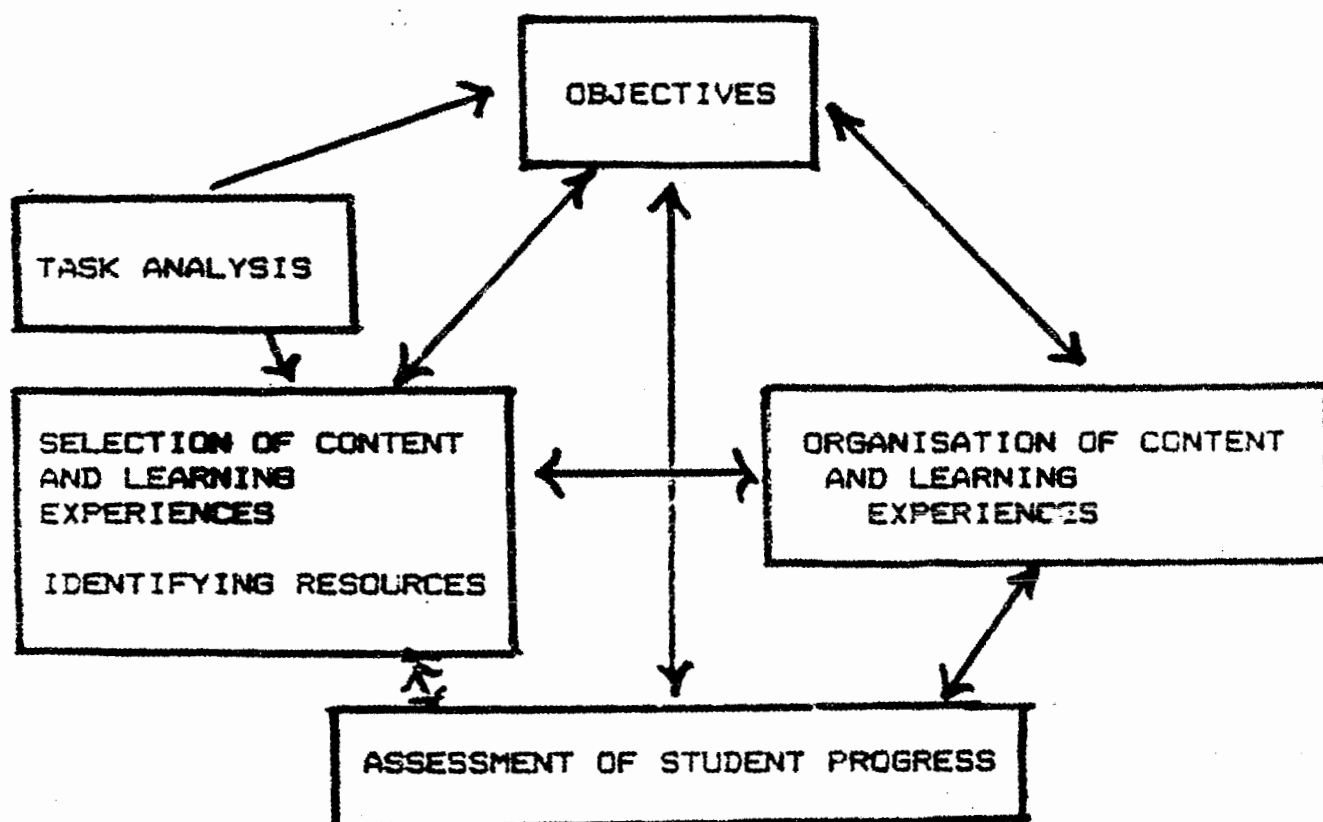 OBJECTIVES
TASK ANALYSIS
SELECTION OF CONTENT
AND LEARNING
EXPERIENCES
IDENTIFYING RESOURCES
ORGANISATION OF CONTENT
AND LEARNING
EXPERIENCES
ASSESSMENT OF STUDENT PROGRESS